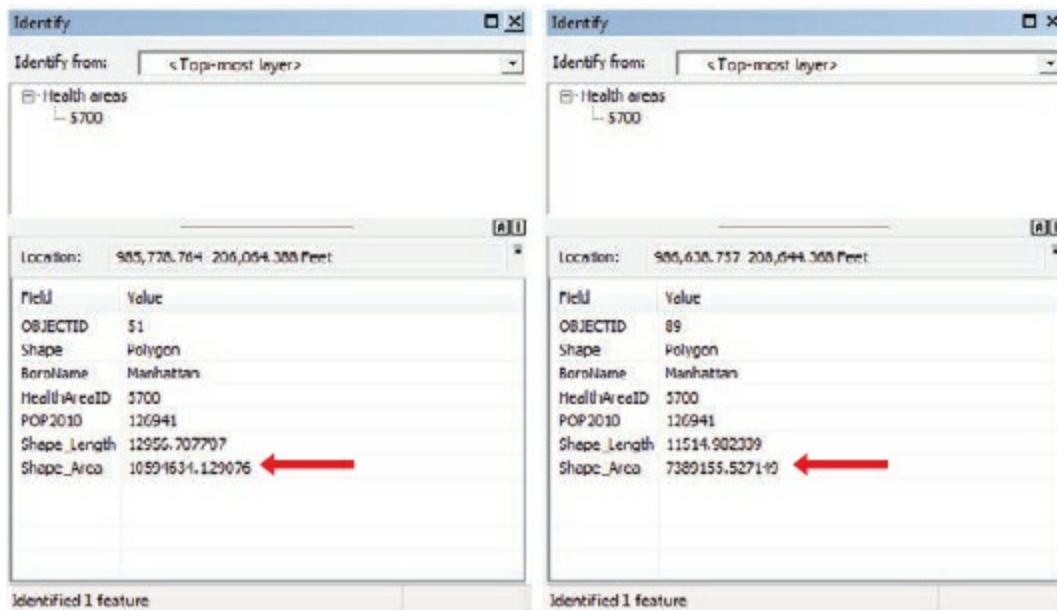 Identify
Identify from: <Top-most layer>
Health areas
5700
Location: 985,778.764 206,064.388 Feet
Field Value
OBJECTID 51
Shape Polygon
BoroName Manhattan
HealthAreaID 5700
POP2010 126941
Shape_Length
Shape_Area 10594634.129076
Identified 1 feature
Identify
Identify from: <Top-most layer>
Health areas
5700
Location: 986,638.757 208,644.368 Feet
Field Value
OBJECTID 89
Shape Polygon
BoroName Manhattan
HealthAreaID 5700
POP2010 126941
Shape_Length 11514.982339
Shape_Area 7389155.527149
Identified 1 feature